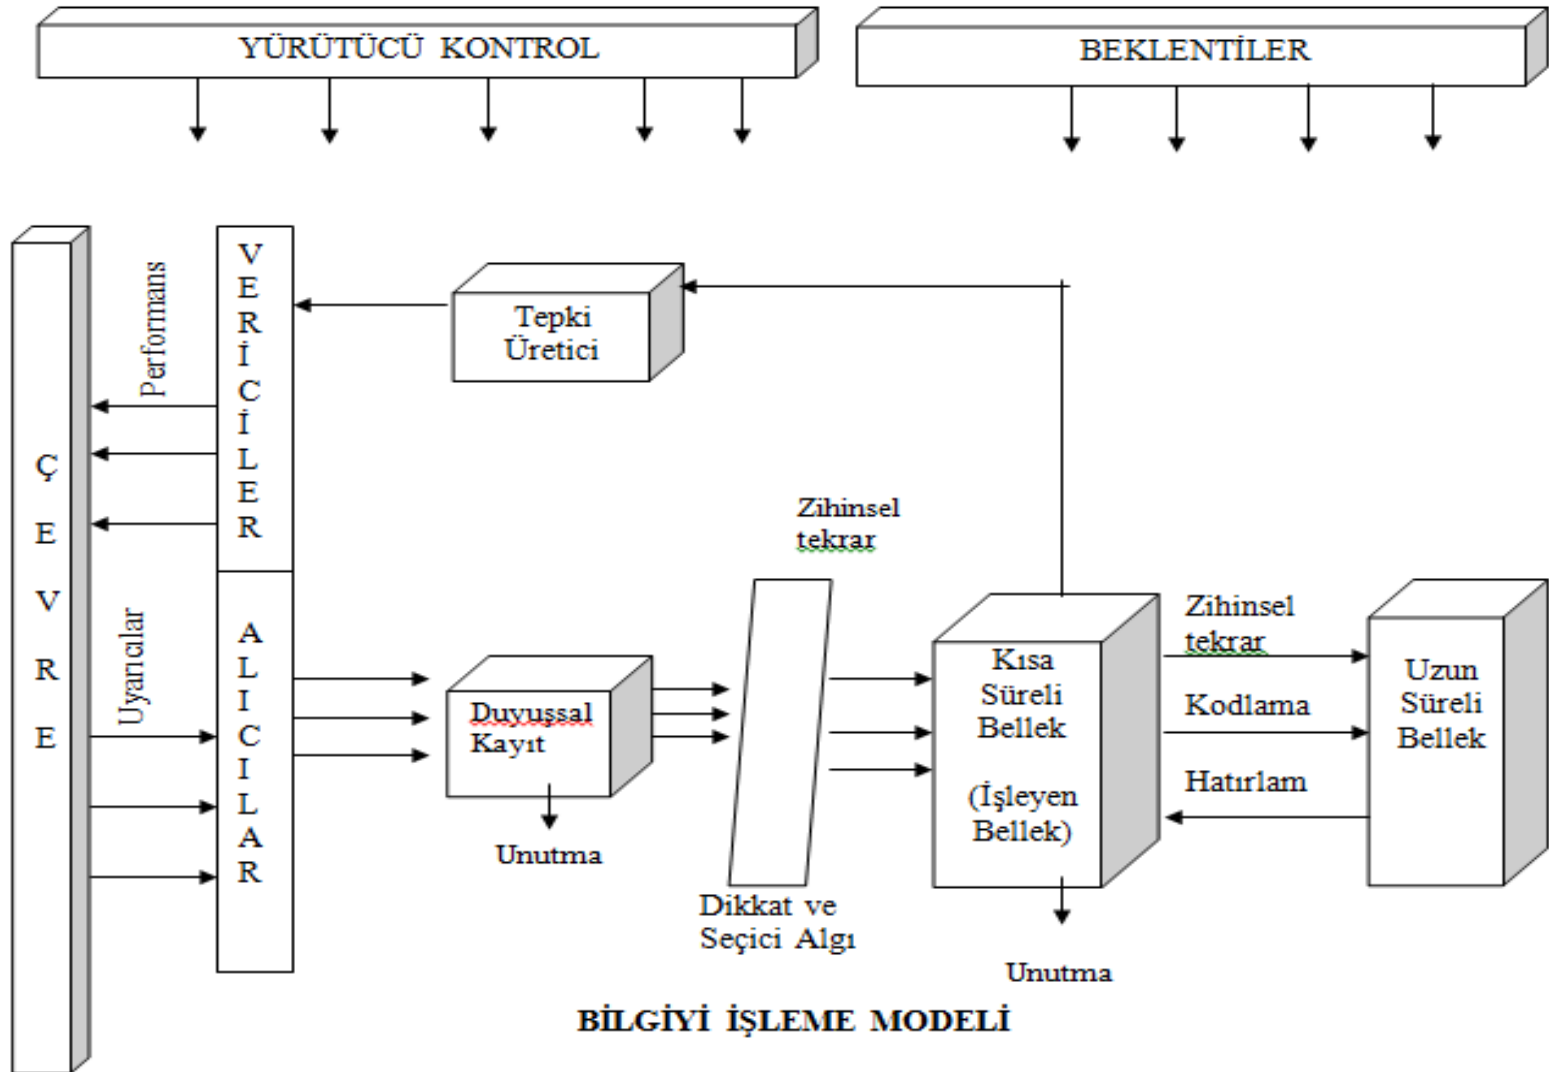 YÜRÜTÜCÜ KONTROL
BEKLENTİLER
ÇEVRE
Performans
Uyarıcılar
VERİCİLER
ALICILAR
Tepki
Üretici
Duyuşsal
Kayıt
Unutma
Zihinsel
tekrar
Dikkat ve
Seçici Algı
Kısa
Süreli
Bellek
(İşleyen
Bellek)
Unutma
Zihinsel
tekrar
Kodlama
Hatırlam
Uzun
Süreli
Bellek
BİLGİYİ İŞLEME MODELİ